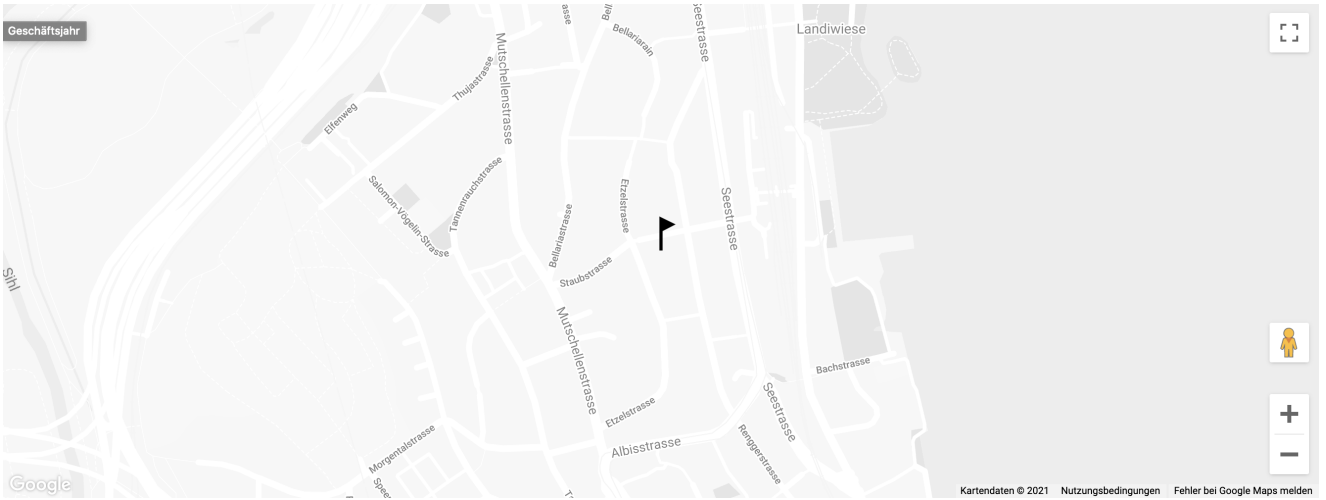 Geschäftsjahr
Landiwiese
Bellariarain
Seestrasse
Mutschellenstrasse
Thujastrasse
Elfenweg
Tannenrauchstrasse
Salomon-Vögelin-Strasse
Etzelstrasse
Seestrasse
Bellariastrasse
Staubstrasse
Sihl
Mutschellenstrasse
Bachstrasse
Seestrasse
Etzelstrasse
Albisstrasse
Renggerstrasse
Morgentalstrasse
Google
Kartendaten © 2021
Nutzungsbedingungen
Fehler bei Google Maps melden